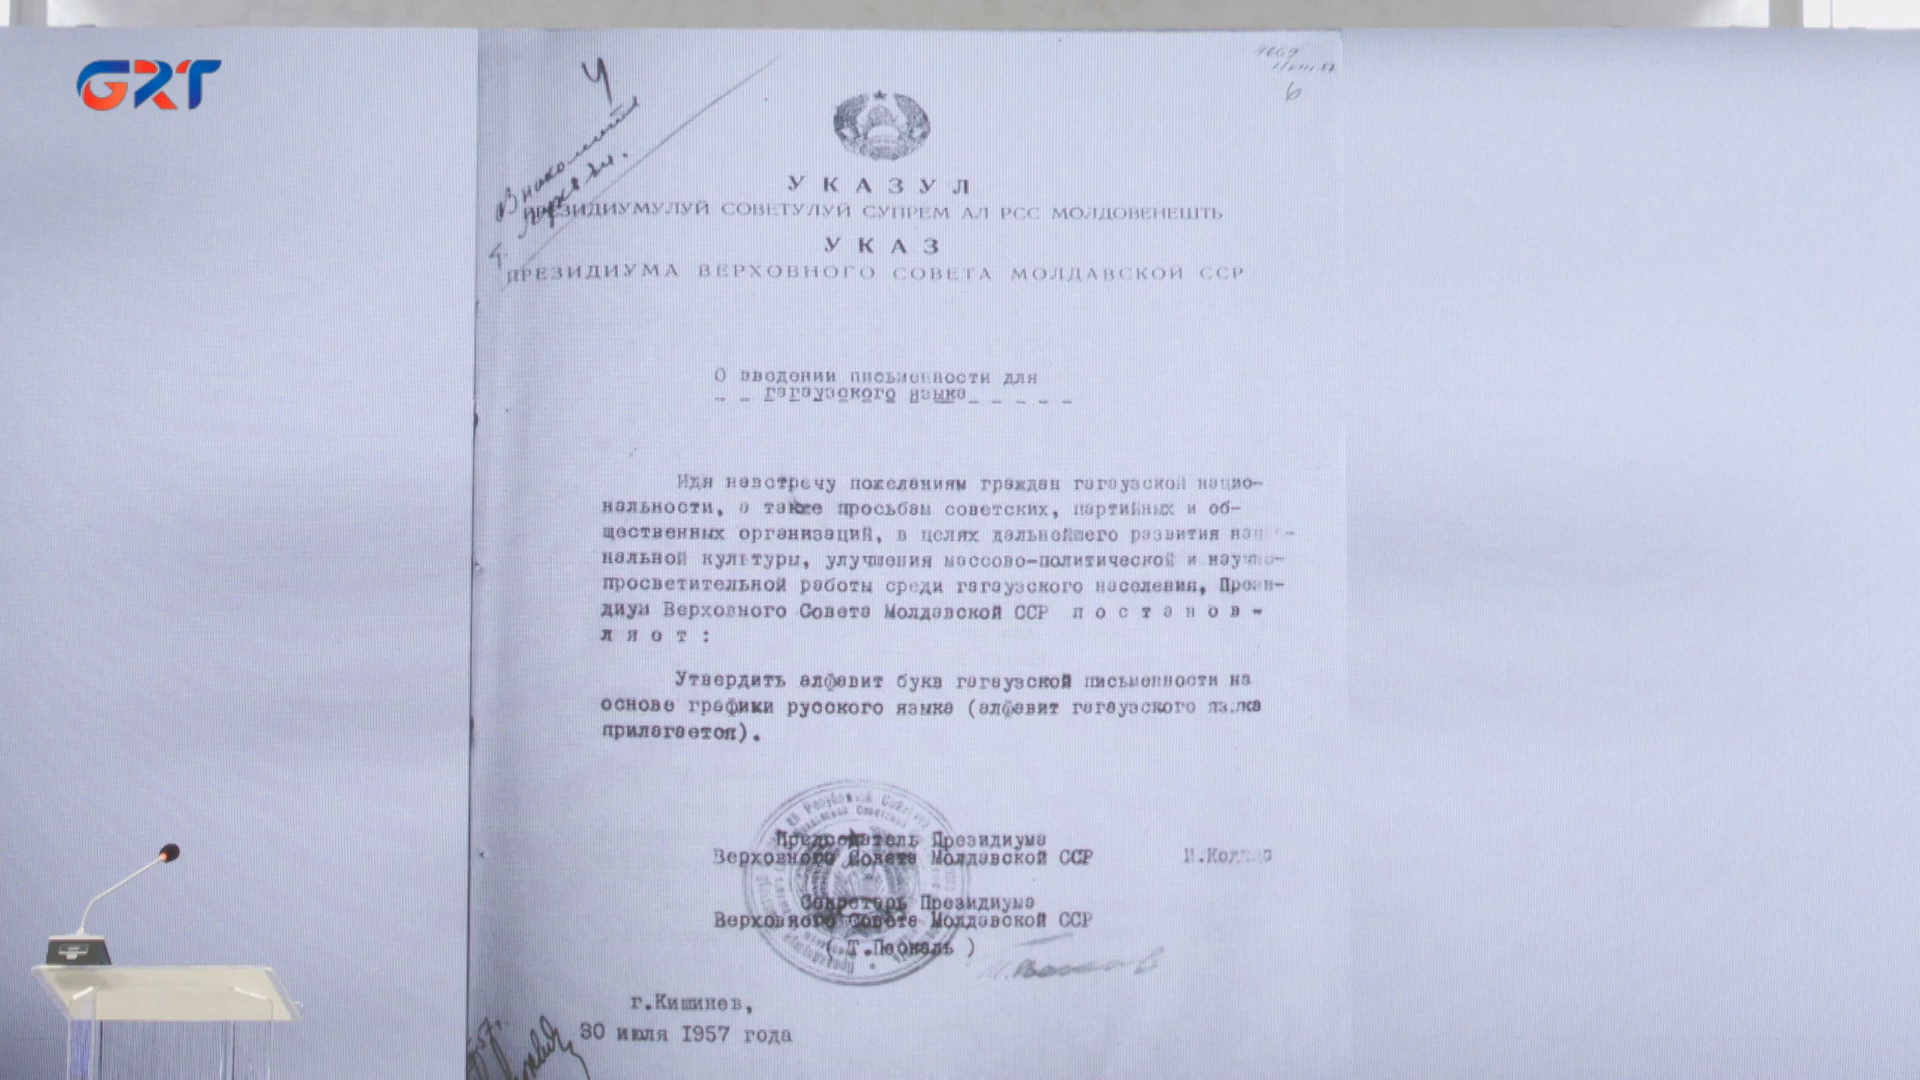 GRT
6
УКАЗУЛ
ПРЕЗИДИУМУЛУЙ СОВЕТУЛУЙ СУПРЕМ АЛ РСС МОЛДОВЕНЕШТЬ
УКАЗ
ПРЕЗИДИУМА ВЕРХОВНОГО СОВЕТА МОЛДАВСКОЙ ССР
О введении письменности для
гагаузского языка
Идя навстречу пожеланиям граждан гагаузской нацио-
нальности, а также просьбам советских, партийных и об-
щественных организаций, в целях дальнейшего развития нацио-
нальной культуры, улучшения массово-политической и научно-
просветительной работы среди гагаузского населения, Прези-
диум Верховного Совета Молдавской ССР п о с т а н о в -
л я е т :
Утвердить алфавит букв гагаузской письменности на
основе графики русского языка (алфавит гагаузского языка
прилагается).
Председатель Президиума
Верховного Совета Молдавской ССР
Секретарь Президиума
Верховного Совета Молдавской ССР
г.Кишинев,
30 июля 1957 года